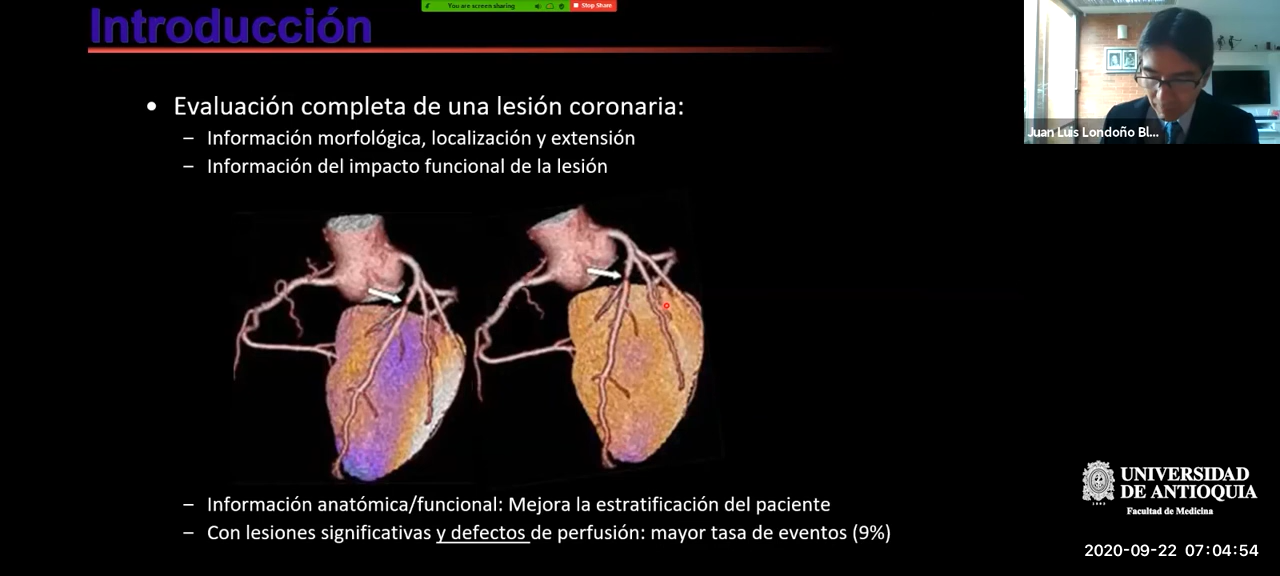 Introducción
You are screen sharing
Stop Share
Juan Luis Londoño Bl...
• Evaluación completa de una lesión coronaria:
– Información morfológica, localización y extensión
– Información del impacto funcional de la lesión
– Información anatómica/funcional: Mejora la estratificación del paciente
– Con lesiones significativas y defectos de perfusión: mayor tasa de eventos (9%)
UNIVERSIDAD
DE ANTIOQUIA
Facultad de Medicina
2020-09-22 07:04:54